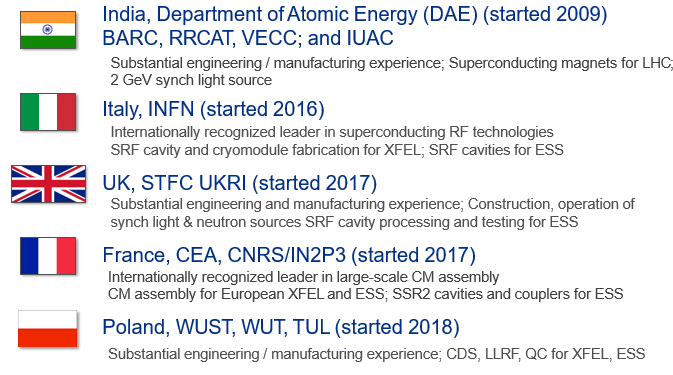 India, Department of Atomic Energy (DAE) (started 2009)
BARC, RRCAT, VECC; and IUAC
Substantial engineering / manufacturing experience; Superconducting magnets for LHC;
2 GeV synch light source
Italy, INFN (started 2016)
Internationally recognized leader in superconducting RF technologies
SRF cavity and cryomodule fabrication for XFEL; SRF cavities for ESS
UK, STFC UKRI (started 2017)
Substantial engineering and manufacturing experience; Construction, operation of
synch light & neutron sources SRF cavity processing and testing for ESS
France, CEA, CNRS/IN2P3 (started 2017)
Internationally recognized leader in large-scale CM assembly
CM assembly for European XFEL and ESS; SSR2 cavities and couplers for ESS
Poland, WUST, WUT, TUL (started 2018)
Substantial engineering / manufacturing experience; CDS, LLRF, QC for XFEL, ESS